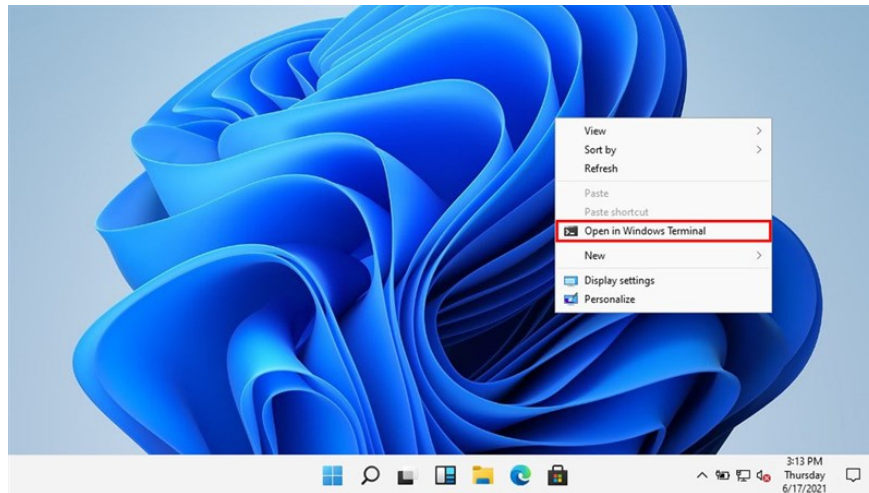 View
Sort by
Refresh
Paste
Paste shortcut
Open in Windows Terminal
New
Display settings
Personalize
3:13 PM
Thursday
6/17/2021